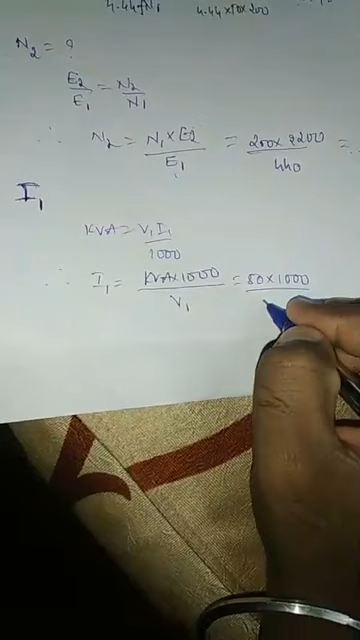 4.44fN₁ 4.44×50×200
N₂ = ?
E₂/E₁ = N₂/N₁
∴ N₂ = N₁×E₂/E₁ = 200×2200/440 =
I₁
KVA = V₁I₁/1000
∴ I₁ = KVA×1000/V₁ = 50×1000